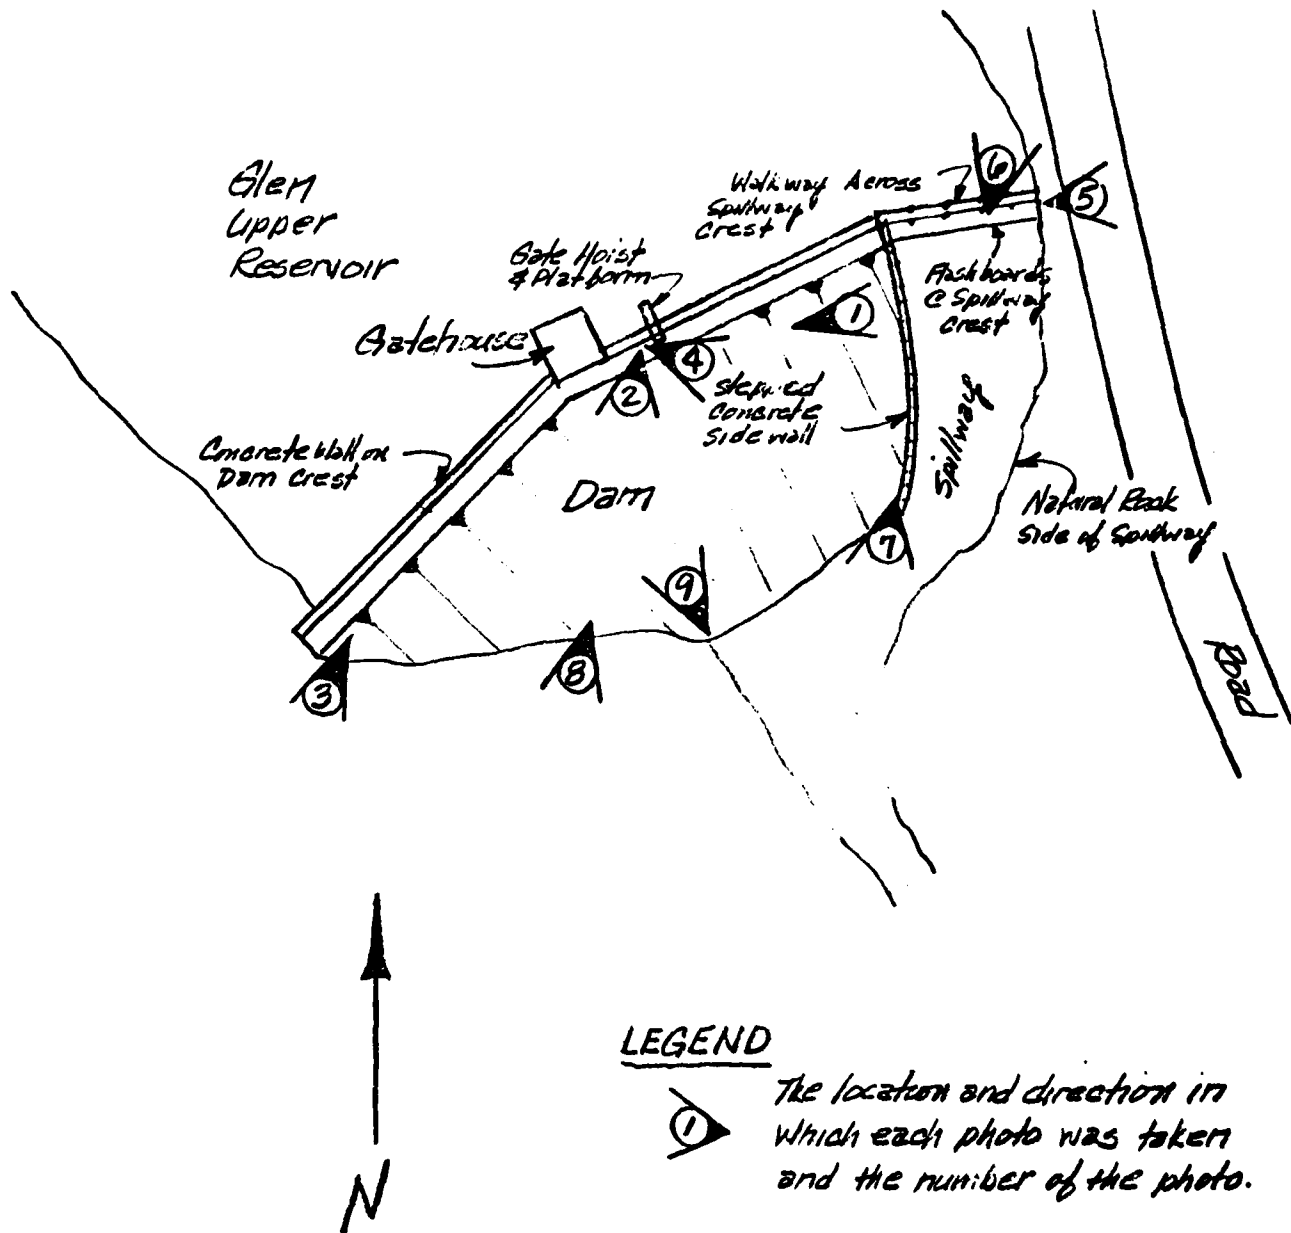 Glen
Upper
Reservoir
Walkway Across
Spillway
Crest
6
5
Gate Hoist
& Platform
Flashboards
@ Spillway
Crest
Gatehouse
1
4
2
Stepped
Concrete
Side wall
Spillway
Concrete Wall on
Dam Crest
Dam
Natural Rock
Side of Spillway
7
9
8
3
Road
N
LEGEND
1
The location and direction in
which each photo was taken
and the number of the photo.